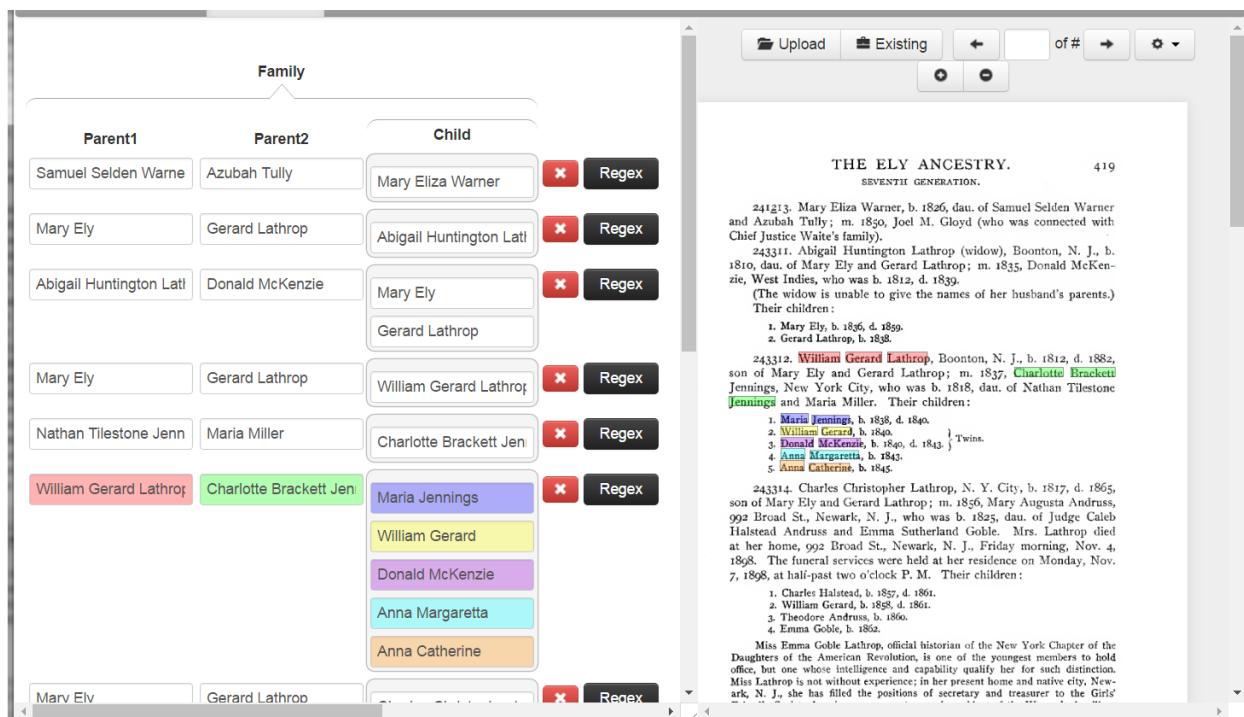 Family
Parent1 Parent2 Child
Samuel Selden Warne Azubah Tully Mary Eliza Warner Regex
Mary Ely Gerard Lathrop Abigail Huntington Latl Regex
Abigail Huntington Latl Donald McKenzie Mary Ely Regex
Gerard Lathrop
Mary Ely Gerard Lathrop William Gerard Lathrop Regex
Nathan Tilestone Jenn Maria Miller Charlotte Brackett Jen Regex
William Gerard Lathrop Charlotte Brackett Jen Maria Jennings Regex
William Gerard
Donald McKenzie
Anna Margaretta
Anna Catherine
Mary Ely Gerard Lathrop Regex
Upload Existing of #
THE ELY ANCESTRY. 419
SEVENTH GENERATION.
241213. Mary Eliza Warner, b. 1826, dau. of Samuel Selden Warner
and Azubah Tully; m. 1850, Joel M. Gloyd (who was connected with
Chief Justice Waite's family).
243311. Abigail Huntington Lathrop (widow), Boonton, N. J., b.
1810, dau. of Mary Ely and Gerard Lathrop; m. 1835, Donald McKen-
zie, West Indies, who was b. 1812, d. 1839.
(The widow is unable to give the names of her husband's parents.)
Their children:
1. Mary Ely, b. 1836, d. 1859.
2. Gerard Lathrop, b. 1838.
243312. William Gerard Lathrop, Boonton, N. J., b. 1812, d. 1882,
son of Mary Ely and Gerard Lathrop; m. 1837, Charlotte Brackett
Jennings, New York City, who was b. 1818, dau. of Nathan Tilestone
Jennings and Maria Miller. Their children:
1. Maria Jennings, b. 1838, d. 1840.
2. William Gerard, b. 1840.
3. Donald McKenzie, b. 1840, d. 1843. } Twins.
4. Anna Margaretta, b. 1843.
5. Anna Catherine, b. 1845.
243314. Charles Christopher Lathrop, N. Y. City, b. 1817, d. 1865,
son of Mary Ely and Gerard Lathrop; m. 1856, Mary Augusta Andruss,
992 Broad St., Newark, N. J., who was b. 1825, dau. of Judge Caleb
Halstead Andruss and Emma Sutherland Goble. Mrs. Lathrop died
at her home, 992 Broad St., Newark, N. J., Friday morning, Nov. 4,
1898. The funeral services were held at her residence on Monday, Nov.
7, 1898, at half-past two o'clock P. M. Their children:
1. Charles Halstead, b. 1857, d. 1861.
2. William Gerard, b. 1858, d. 1861.
3. Theodore Andruss, b. 1860.
4. Emma Goble, b. 1862.
Miss Emma Goble Lathrop, official historian of the New York Chapter of the
Daughters of the American Revolution, is one of the youngest members to hold
office, but one whose intelligence and capability qualify her for such distinction.
Miss Lathrop is not without experience; in her present home and native city, New-
ark, N. J., she has filled the positions of secretary and treasurer to the Girls'